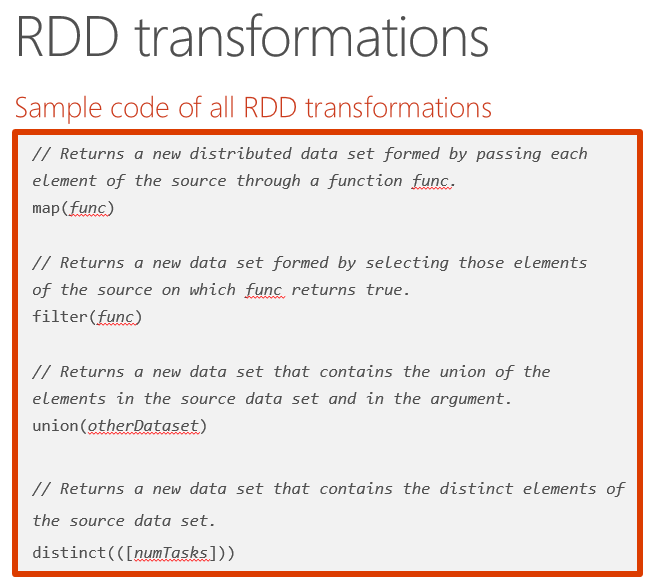 RDD transformations
Sample code of all RDD transformations
// Returns a new distributed data set formed by passing each
element of the source through a function func.
map(func)
// Returns a new data set formed by selecting those elements
of the source on which func returns true.
filter(func)
// Returns a new data set that contains the union of the
elements in the source data set and in the argument.
union(otherDataset)
// Returns a new data set that contains the distinct elements of
the source data set.
distinct(([numTasks]))